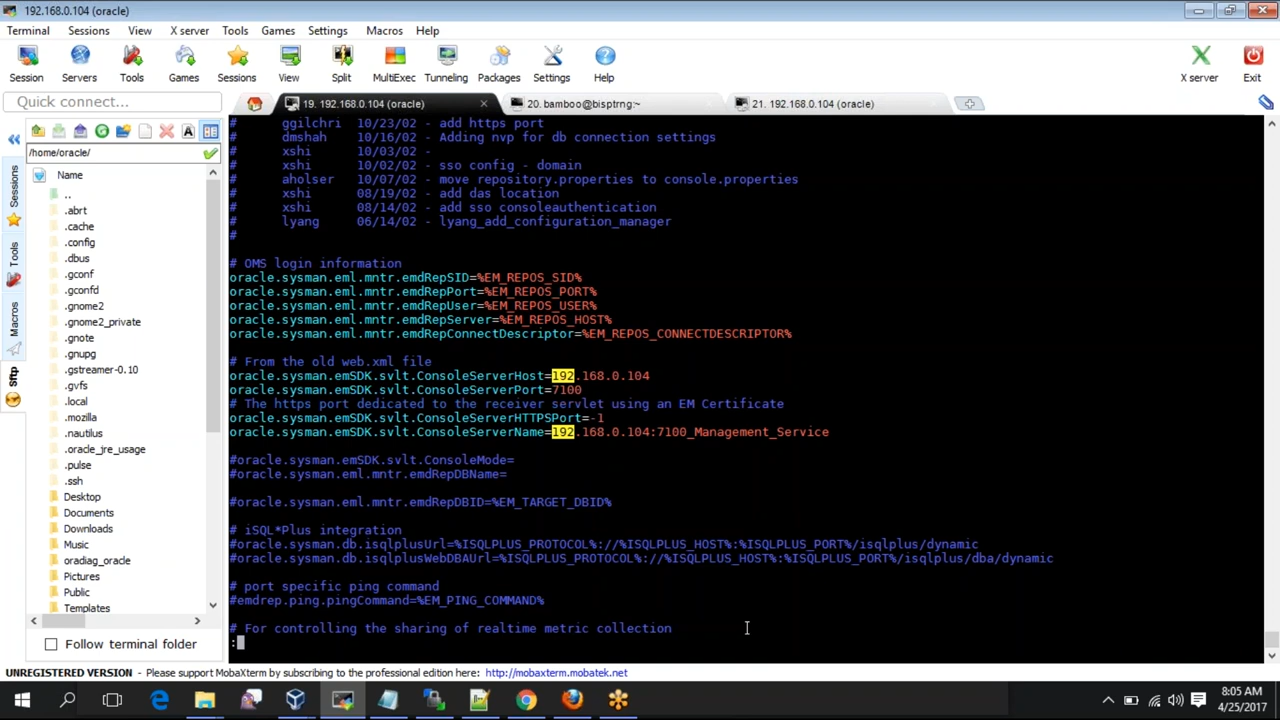 192.168.0.104 (oracle)
Terminal Sessions View X server Tools Games Settings Macros Help
Session Servers Tools Games Sessions View Split MultiExec Tunneling Packages Settings Help X server Exit
Quick connect...
19. 192.168.0.104 (oracle)
20. bamboo@bisptrng:~
21. 192.168.0.104 (oracle)
/home/oracle/
Name
..
.abrt
.cache
.config
.dbus
.gconf
.gconfd
.gnome2
.gnome2_private
.gnote
.gnupg
.gstreamer-0.10
.gvfs
.local
.mozilla
.nautilus
.oracle_jre_usage
.pulse
.ssh
Desktop
Documents
Downloads
Music
oradiag_oracle
Pictures
Public
Templates
Follow terminal folder
Sessions
Tools
Macros
Sftp
# ggilchri 10/23/02 - add https port
# dmshah 10/16/02 - Adding nvp for db connection settings
# xshi 10/03/02 -
# xshi 10/02/02 - sso config - domain
# aholser 10/07/02 - move repository.properties to console.properties
# xshi 08/19/02 - add das location
# xshi 08/14/02 - add sso consoleauthentication
# lyang 06/14/02 - lyang_add_configuration_manager
#
# OMS login information
oracle.sysman.eml.mntr.emdRepSID=%EM_REPOS_SID%
oracle.sysman.eml.mntr.emdRepPort=%EM_REPOS_PORT%
oracle.sysman.eml.mntr.emdRepUser=%EM_REPOS_USER%
oracle.sysman.eml.mntr.emdRepServer=%EM_REPOS_HOST%
oracle.sysman.eml.mntr.emdRepConnectDescriptor=%EM_REPOS_CONNECTDESCRIPTOR%
# From the old web.xml file
oracle.sysman.emSDK.svlt.ConsoleServerHost=192.168.0.104
oracle.sysman.emSDK.svlt.ConsoleServerPort=7100
# The https port dedicated to the receiver servlet using an EM Certificate
oracle.sysman.emSDK.svlt.ConsoleServerHTTPSPort=-1
oracle.sysman.emSDK.svlt.ConsoleServerName=192.168.0.104:7100_Management_Service
#oracle.sysman.emSDK.svlt.ConsoleMode=
#oracle.sysman.eml.mntr.emdRepDBName=
#oracle.sysman.eml.mntr.emdRepDBID=%EM_TARGET_DBID%
# iSQL*Plus integration
#oracle.sysman.db.isqlplusUrl=%ISQLPLUS_PROTOCOL%://%ISQLPLUS_HOST%:%ISQLPLUS_PORT%/isqlplus/dynamic
#oracle.sysman.db.isqlplusWebDBAUrl=%ISQLPLUS_PROTOCOL%://%ISQLPLUS_HOST%:%ISQLPLUS_PORT%/isqlplus/dba/dynamic
# port specific ping command
#emdrep.ping.pingCommand=%EM_PING_COMMAND%
# For controlling the sharing of realtime metric collection
:
UNREGISTERED VERSION - Please support MobaXterm by subscribing to the professional edition here: http://mobaxterm.mobatek.net
8:05 AM
4/25/2017